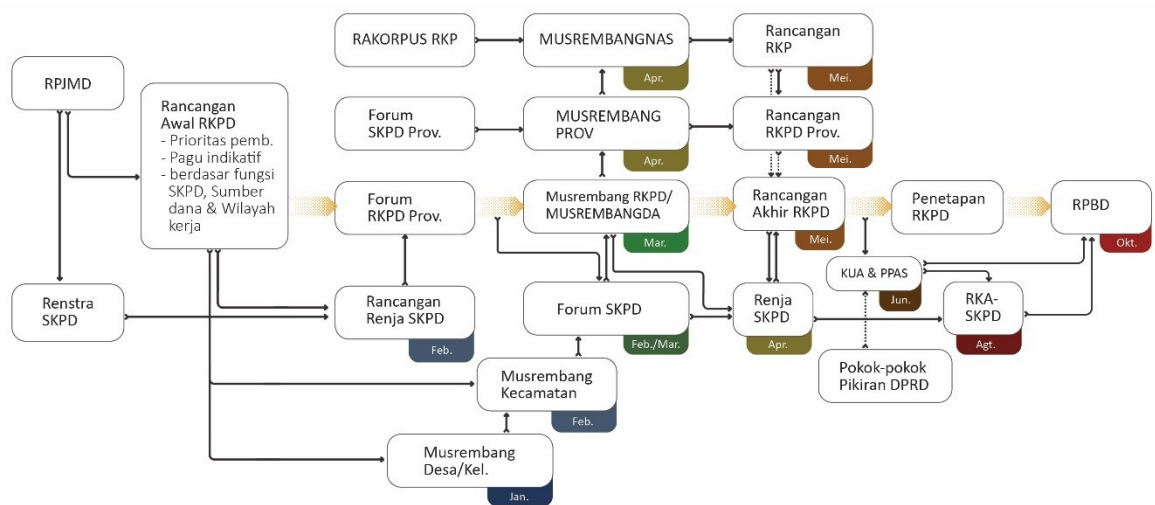 RAKORPUS RKP
MUSREMBANGNAS
Apr.
Rancangan
RKP
Mei.
RPJMD
Rancangan
Awal RKPD
- Prioritas pemb.
- Pagu indikatif
- berdasar fungsi
SKPD, Sumber
dana & Wilayah
kerja
Forum
SKPD Prov.
MUSREMBANG
PROV
Apr.
Rancangan
RKPD Prov.
Mei.
Forum
RKPD Prov.
Musrembang RKPD/
MUSREMBANGDA
Mar.
Rancangan
Akhir RKPD
Mei.
Penetapan
RKPD
RPBD
Okt.
KUA & PPAS
Jun.
Renstra
SKPD
Rancangan
Renja SKPD
Feb.
Forum SKPD
Feb./Mar.
Renja
SKPD
Apr.
RKA-
SKPD
Agt.
Pokok-pokok
Pikiran DPRD
Musrembang
Kecamatan
Feb.
Musrembang
Desa/Kel.
Jan.